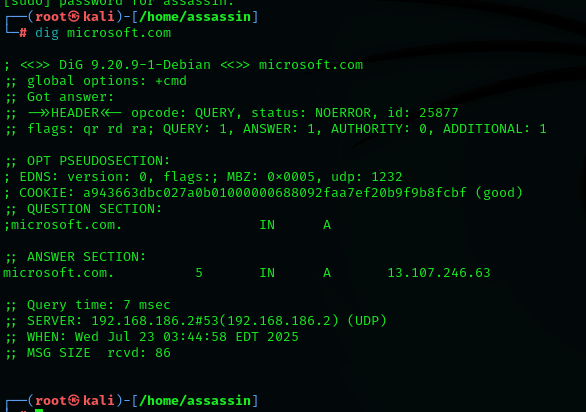 [sudo] password for assassin:
┌──(root㉿kali)-[/home/assassin]
└─# dig microsoft.com

; <<>> DiG 9.20.9-1-Debian <<>> microsoft.com
;; global options: +cmd
;; Got answer:
;; ->>HEADER<<- opcode: QUERY, status: NOERROR, id: 25877
;; flags: qr rd ra; QUERY: 1, ANSWER: 1, AUTHORITY: 0, ADDITIONAL: 1

;; OPT PSEUDOSECTION:
; EDNS: version: 0, flags:; MBZ: 0x0005, udp: 1232
; COOKIE: a943663dbc027a0b01000000688092faa7ef20b9f9b8fcbf (good)
;; QUESTION SECTION:
;microsoft.com. IN A

;; ANSWER SECTION:
microsoft.com. 5 IN A 13.107.246.63

;; Query time: 7 msec
;; SERVER: 192.168.186.2#53(192.168.186.2) (UDP)
;; WHEN: Wed Jul 23 03:44:58 EDT 2025
;; MSG SIZE rcvd: 86

┌──(root㉿kali)-[/home/assassin]
└─#